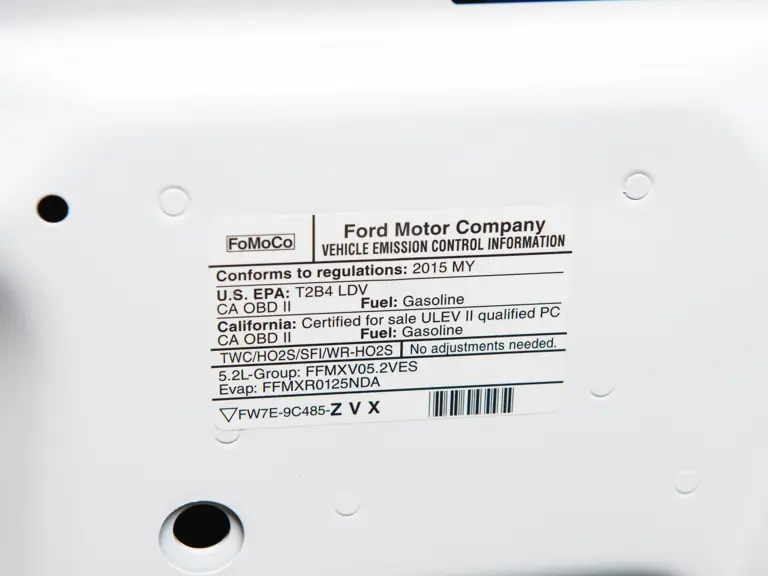 FoMoCo
Ford Motor Company
VEHICLE EMISSION CONTROL INFORMATION
Conforms to regulations: 2015 MY
U.S. EPA: T2B4 LDV
CA OBD II Fuel: Gasoline
California: Certified for sale ULEV II qualified PC
CA OBD II Fuel: Gasoline
TWC/HO2S/SFI/WR-HO2S No adjustments needed.
5.2L-Group: FFMXV05.2VES
Evap: FFMXR0125NDA
FW7E-9C485-Z V X